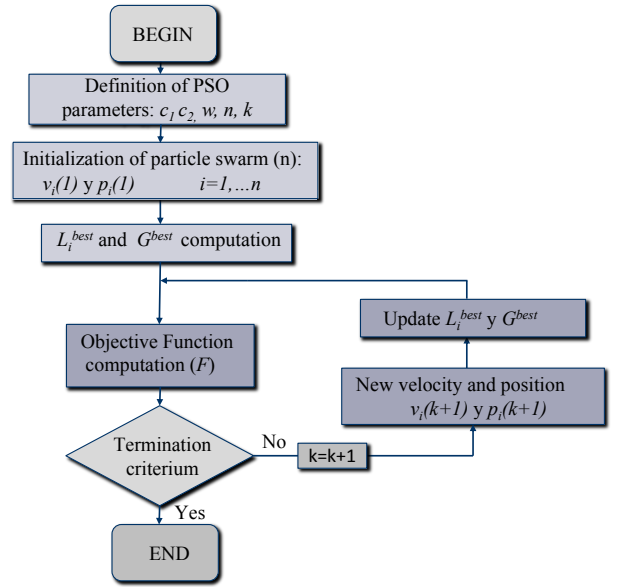 BEGIN
Definition of PSO
parameters: c₁ c₂, w, n, k
Initialization of particle swarm (n):
vᵢ(1) y pᵢ(1) i=1,...n
Lᵢᵇᵉˢᵗ and Gᵇᵉˢᵗ computation
Objective Function
computation (F)
Termination
criterium
No
k=k+1
New velocity and position
vᵢ(k+1) y pᵢ(k+1)
Update Lᵢᵇᵉˢᵗ y Gᵇᵉˢᵗ
Yes
END